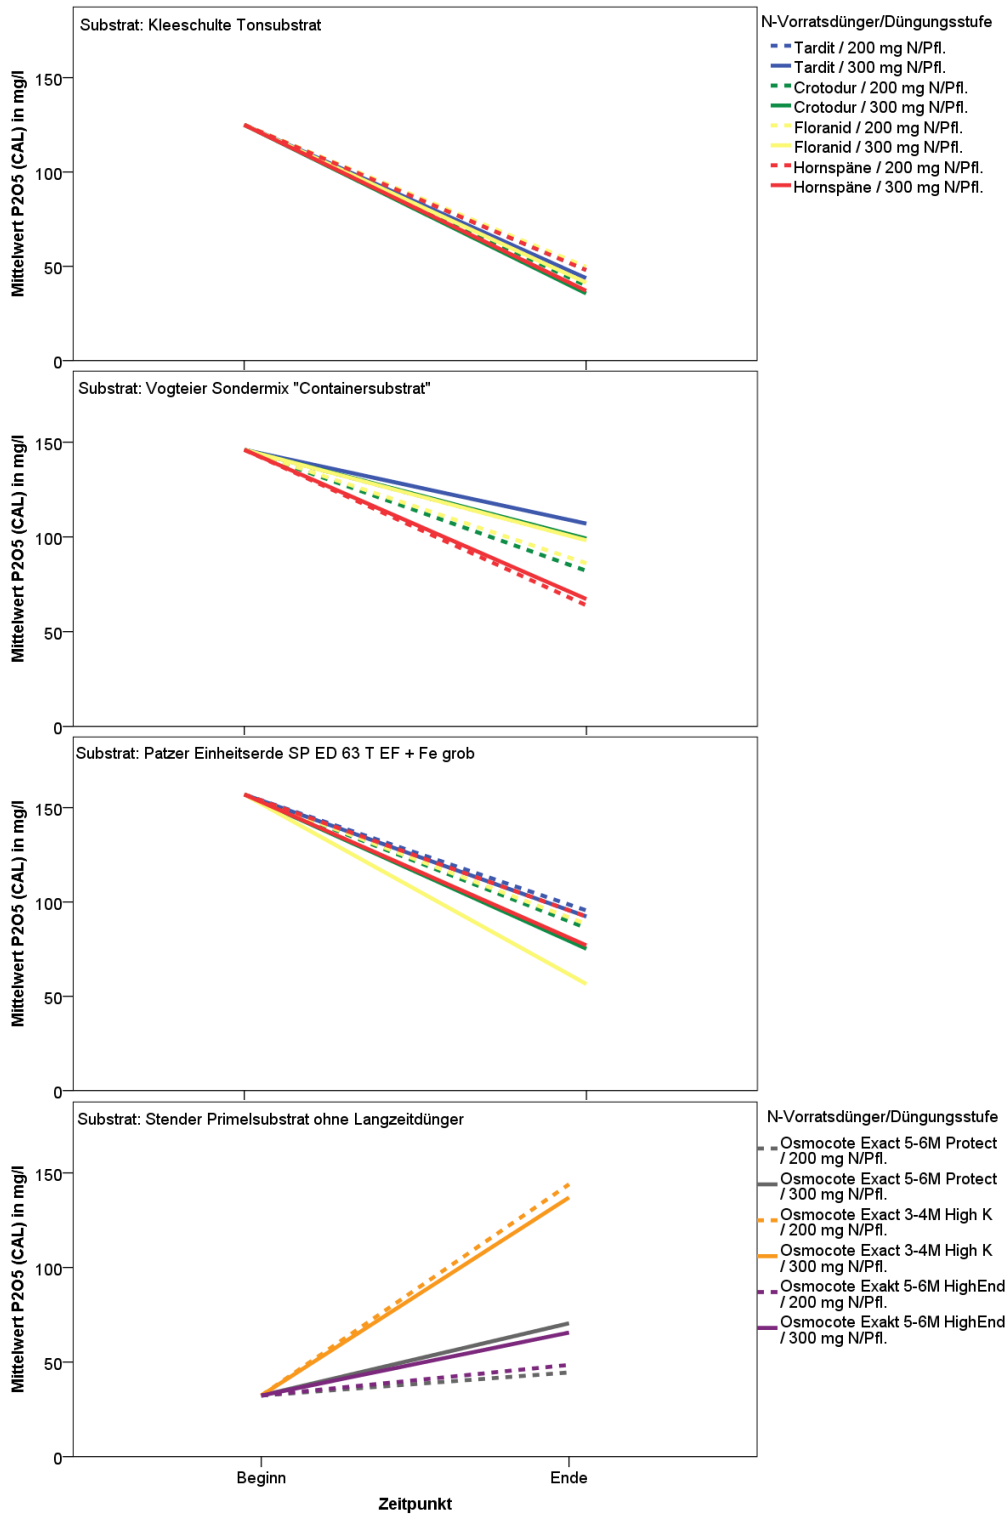 Substrat: Kleeschulte Tonsubstrat
Mittelwert P2O5 (CAL) in mg/l
150
100
50
0
N-Vorratsdünger/Düngungsstufe
Tardit / 200 mg N/Pfl.
Tardit / 300 mg N/Pfl.
Crotodur / 200 mg N/Pfl.
Crotodur / 300 mg N/Pfl.
Floranid / 200 mg N/Pfl.
Floranid / 300 mg N/Pfl.
Hornspäne / 200 mg N/Pfl.
Hornspäne / 300 mg N/Pfl.
Substrat: Vogteier Sondermix "Containersubstrat"
Mittelwert P2O5 (CAL) in mg/l
150
100
50
0
Substrat: Patzer Einheitserde SP ED 63 T EF + Fe grob
Mittelwert P2O5 (CAL) in mg/l
150
100
50
0
Substrat: Stender Primelsubstrat ohne Langzeitdünger
Mittelwert P2O5 (CAL) in mg/l
150
100
50
0
N-Vorratsdünger/Düngungsstufe
Osmocote Exact 5-6M Protect
/ 200 mg N/Pfl.
Osmocote Exact 5-6M Protect
/ 300 mg N/Pfl.
Osmocote Exact 3-4M High K
/ 200 mg N/Pfl.
Osmocote Exact 3-4M High K
/ 300 mg N/Pfl.
Osmocote Exakt 5-6M HighEnd
/ 200 mg N/Pfl.
Osmocote Exakt 5-6M HighEnd
/ 300 mg N/Pfl.
Beginn
Ende
Zeitpunkt